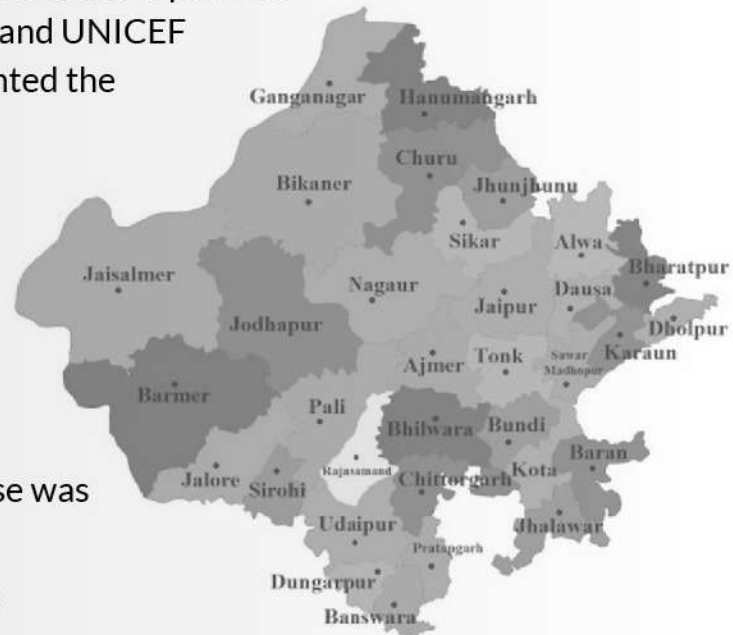 and UNICEF
nted the
Ganganagar
Hanumangarh
Churu
Bikaner
Jhunjhunu
Sikar
Alwa
Jaisalmer
Nagaur
Bharatpur
Dausa
Jaipur
Jodhapur
Dholpur
Karaun
Ajmer
Tonk
Sawar
Madhopur
Barmer
Pali
Bhilwara
Bundi
Baran
Rajasamand
Kota
Jalore
Sirohi
Chittorgarh
se was
Udaipur
Jhalawar
Pratapgarh
Dungarpur
Banswara